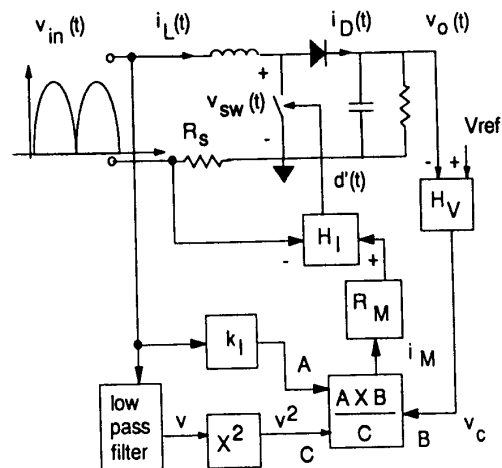 v_in(t)
i_L(t)
i_D(t)
v_o(t)
+
v_sw(t)
-
R_s
d'(t)
Vref
- +
H_V
H_I
- +
R_M
k_I
A
i_M
A X B
C
B
v_c
low
pass
filter
v
X^2
v^2
C